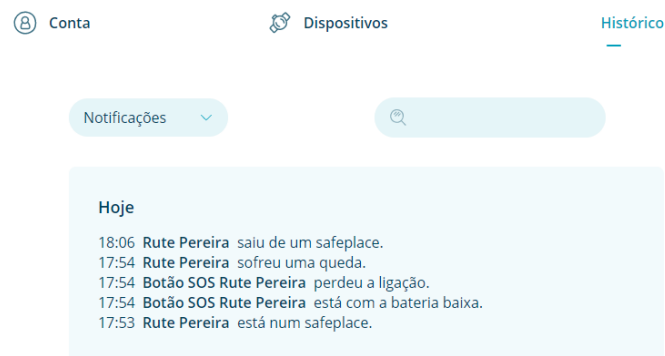 Conta
Dispositivos
Histórico
Notificações
Hoje
18:06 Rute Pereira saiu de um safeplace.
17:54 Rute Pereira sofreu uma queda.
17:54 Botão SOS Rute Pereira perdeu a ligação.
17:54 Botão SOS Rute Pereira está com a bateria baixa.
17:53 Rute Pereira está num safeplace.